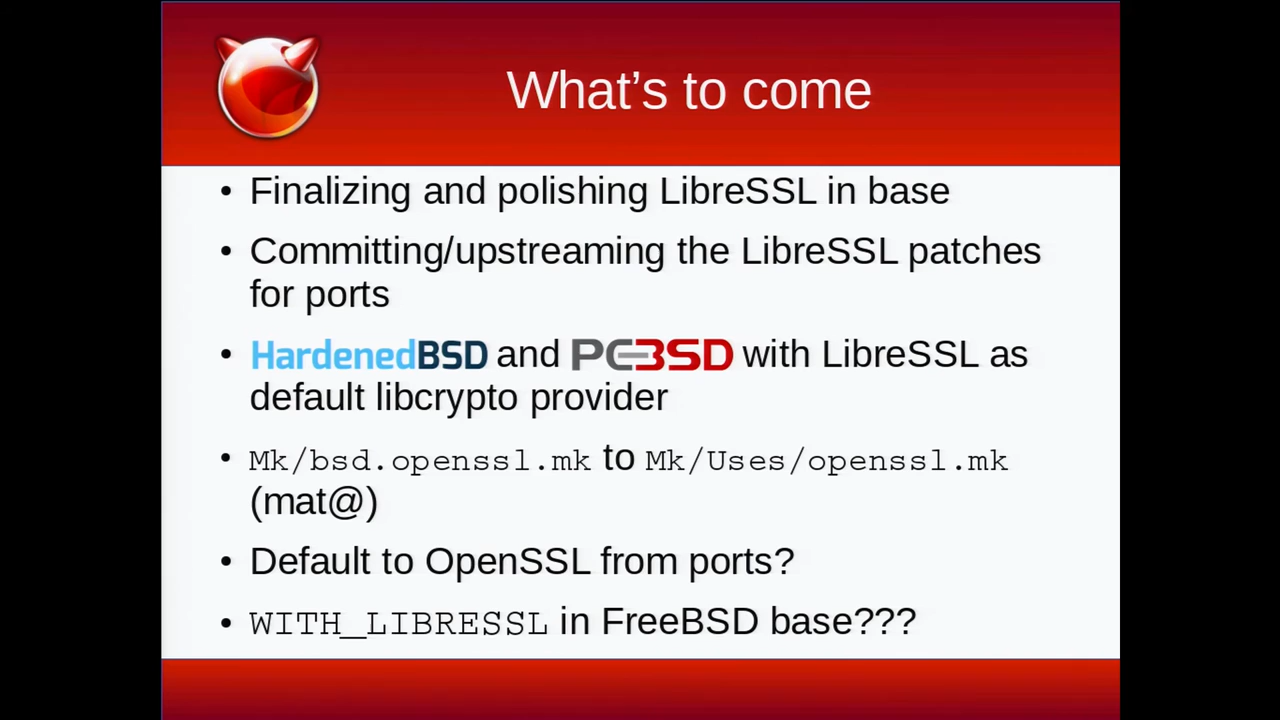 What's to come
• Finalizing and polishing LibreSSL in base
• Committing/upstreaming the LibreSSL patches
for ports
• HardenedBSD and PCBSD with LibreSSL as
default libcrypto provider
• Mk/bsd.openssl.mk to Mk/Uses/openssl.mk
(mat@)
• Default to OpenSSL from ports?
• WITH_LIBRESSL in FreeBSD base???